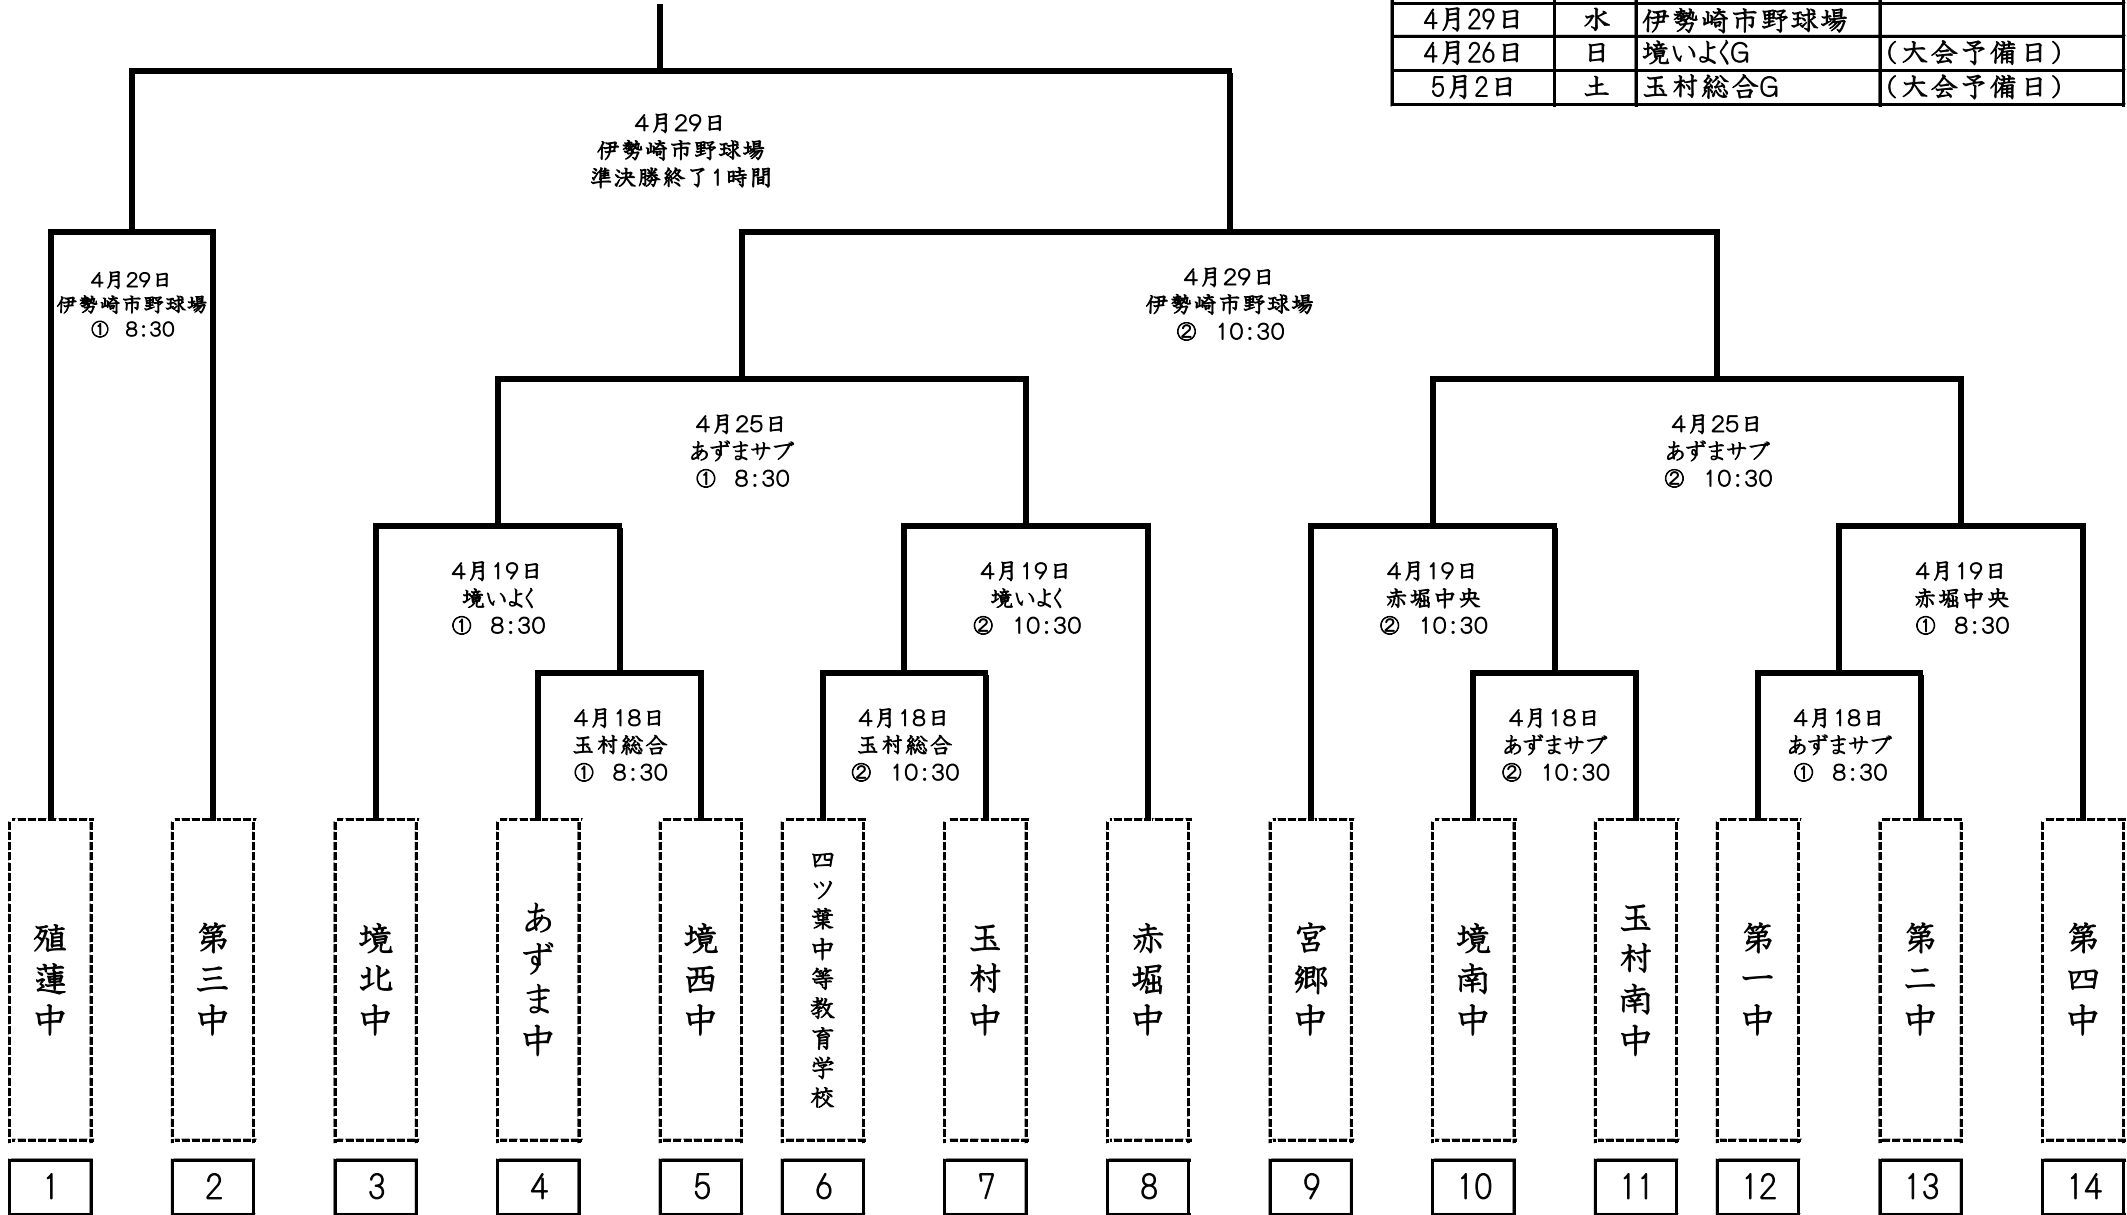 4月29日 水 伊勢崎市野球場
4月26日 日 境いよくG (大会予備日)
5月2日 土 玉村総合G (大会予備日)
4月29日
伊勢崎市野球場
準決勝終了1時間
4月29日
伊勢崎市野球場
① 8:30
4月29日
伊勢崎市野球場
② 10:30
4月25日
あずまサブ
① 8:30
4月25日
あずまサブ
② 10:30
4月19日
境いよく
① 8:30
4月19日
境いよく
② 10:30
4月19日
赤堀中央
② 10:30
4月19日
赤堀中央
① 8:30
4月18日
玉村総合
① 8:30
4月18日
玉村総合
② 10:30
4月18日
あずまサブ
② 10:30
4月18日
あずまサブ
① 8:30
殖蓮中
第三中
境北中
あずま中
境西中
四ツ葉中等教育学校
玉村中
赤堀中
宮郷中
境南中
玉村南中
第一中
第二中
第四中
1 2 3 4 5 6 7 8 9 10 11 12 13 14